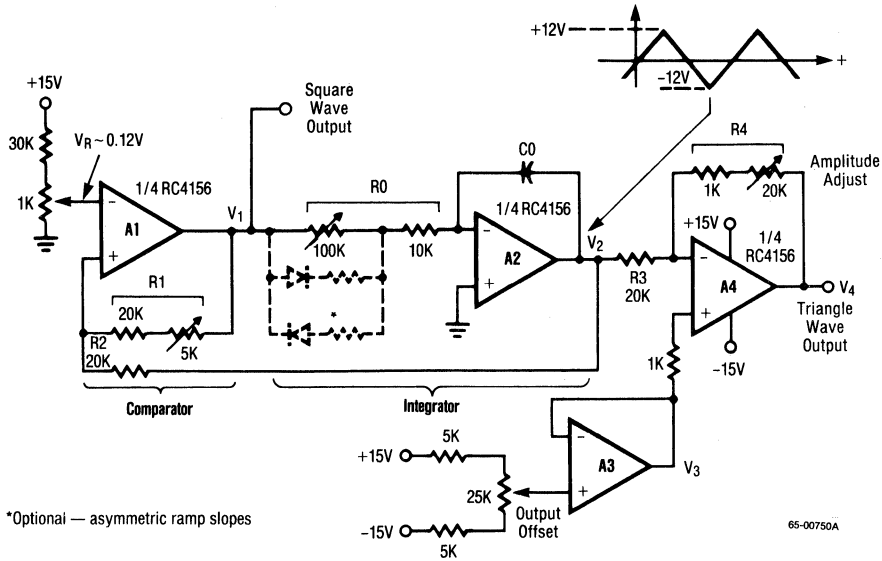 +12V
−12V
+
+15V
Square
Wave
Output
30K
VR ~ 0.12V
1K
1/4 RC4156
−
A1
+
V1
R0
100K
10K
C0
1/4 RC4156
−
A2
+
V2
R4
1K
20K
Amplitude
Adjust
+15V
1/4
RC4156
R3
20K
−
A4
+
V4
Triangle
Wave
Output
−15V
1K
R1
20K
5K
R2
20K
*
Comparator
Integrator
−
A3
+
V3
+15V
5K
25K
Output
Offset
−15V
5K
*Optional — asymmetric ramp slopes
65-00750A